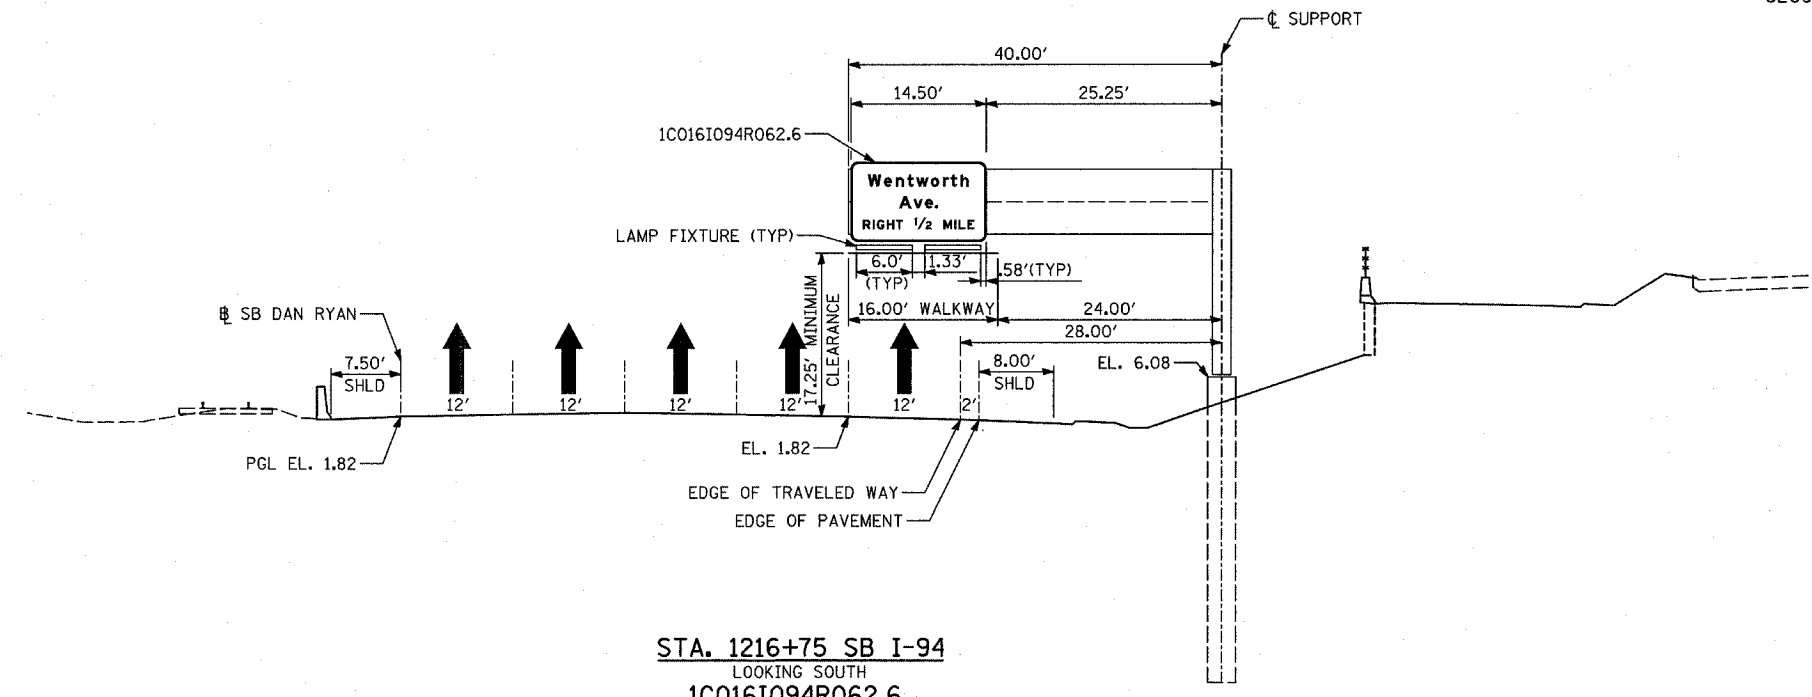 ℄ SUPPORT
40.00'
14.50'
25.25'
1C016I094R062.6
Wentworth
Ave.
RIGHT 1/2 MILE
LAMP FIXTURE (TYP)
6.0'
(TYP)
1.33'
.58'(TYP)
17.25' MINIMUM
CLEARANCE
16.00' WALKWAY
24.00'
28.00'
B SB DAN RYAN
7.50'
SHLD
8.00'
SHLD
EL. 6.08
12'
12'
12'
12'
12'
2'
PGL EL. 1.82
EL. 1.82
EDGE OF TRAVELED WAY
EDGE OF PAVEMENT
STA. 1216+75 SB I-94
LOOKING SOUTH
1C016I094R062.6